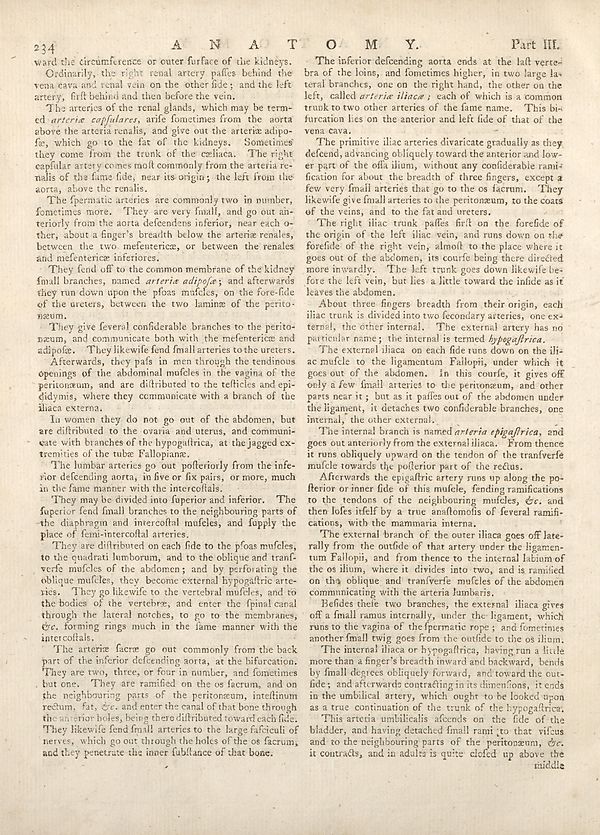 234
A N A T O M Y.
Part III.
ward the circumference or outer ſurface of the kidneys.
Ordinarily, the right renal artery paſſes behind the
vena cava and renal vein on the other ſide; and the left
artery, firſt behind and then before the vein.
The arteries of the renal glands, which may be term-
ed arteriæ capſulares, ariſe ſometimes from the aorta
above the arteria renalis, and give out the arteriæ adipo-
ſæ, which go to the fat of the kidneys. Sometimes
they come from the trunk of the cœliaca. The right
capſular artery comes moſt commonly from the arteria re-
nalis of the ſame ſide, near its origin; the left from the
aorta, above the renalis.
The ſpermatic arteries are commonly two in number,
ſometimes more. They are very ſmall, and go out an-
teriorly from the aorta deſcendens inferior, near each o-
ther, about a finger's breadth below the arteriæ renales,
between the two meſentericæ, or between the renales
and meſentericæ inferiores.
They ſend off to the common membrane of the kidney
ſmall branches, named arteriæ adipoſæ; and afterwards
they run down upon the pſoas muſcles, on the fore-ſide
of the ureters, between the two laminæ of the perito-
næum.
They give ſeveral conſiderable branches to the perito-
næum, and communicate both with the meſentericæ and
adipoſæ. They likewiſe ſend ſmall arteries to the ureters.
Afterwards, they paſs in men through the tendinous
openings of the abdominal muſcles in the vagina of the
peritonæum, and are diſtributed to the teſticles and epi-
didymis, where they communicate with a branch of the
iliaca externa.
In women they do not go out of the abdomen, but
are diſtributed to the ovaria and uterus, and communi-
cate with branches of the hypogaſtrica, at the jagged ex-
tremities of the tubæ Fallopianæ.
The lumbar arteries go out poſteriorly from the infe-
rior deſcending aorta, in five or ſix pairs, or more, much
in the ſame manner with the intercoſtals.
They may be divided into ſuperior and inferior. The
ſuperior ſend ſmall branches to the neighbouring parts of
the diaphragm and intercoſtal muſcles, and ſupply the
place of ſemi-intercoſtal arteries.
They are diſtributed on each ſide to the pſoas muſcles,
to the quadrati lumborum, and to the oblique and tranſ-
verſe muſcles of the abdomen; and by perforating the
oblique muſcles, they become external hypogaſtric arte-
ries. They go likewiſe to the vertebral muſcles, and to
the bodies of the vertebræ, and enter the ſpinal canal
through the lateral notches, to go to the membranes,
&c. forming rings much in the ſame manner with the
intercoſtals.
The arteriæ ſacræ go out commonly from the back
part of the inferior deſcending aorta, at the bifurcation.
They are two, three, or four in number, and ſometimes
but one. They are ramified on the os ſacrum, and on
the neighbouring parts of the peritonæum, inteſtinum
rectum, fat, &c. and enter the canal of that bone through
the anterior holes, being there diſtributed toward each ſide.
They likewiſe ſend ſmall arteries to the large faſciculi of
nerves, which go out through the holes of the os ſacrum,
and they penetrate the inner ſubſtance of that bone.
The inferior deſcending aorta ends at the laſt verte-
bra of the loins, and ſometimes higher, in two large la-
teral branches, one on the right hand, the other on the
left, called arteriæ iliacæ; each of which is a common
trunk to two other arteries of the ſame name. This bi-
furcation lies on the anterior and left ſide of that of the
vena cava.
The primitive iliac arteries divaricate gradually as they
deſcend, advancing obliquely toward the anterior and low-
er part of the oſſa ilium, without any conſiderable rami-
fication for about the breadth of three fingers, except a
few very ſmall arteries that go to the os ſacrum. They
likewiſe give ſmall arteries to the peritonæum, to the coats
of the veins, and to the fat and ureters.
The right iliac trunk paſſes firſt on the foreſide of
the origin of the left iliac vein, and runs down on the
foreſide of the right vein, almoſt to the place where it
goes out of the abdomen, its courſe being there directed
more inwardly. The left trunk goes down likewiſe be-
fore the left vein, but lies a little toward the inſide as it
leaves the abdomen.
About three fingers breadth from their origin, each
iliac trunk is divided into two ſecondary arteries, one ex-
ternal, the other internal. The external artery has no
particular name; the internal is termed hypogaſtrica.
The external iliaca on each ſide runs down on the ili-
ac muſcle to the ligamentum Fallopii, under which it
goes out of the abdomen. In this courſe, it gives off
only a few ſmall arteries to the peritonæum, and other
parts near it; but as it paſſes out of the abdomen under
the ligament, it detaches two conſiderable branches, one
internal, the other external.
The internal branch is named arteria epigaſtrica, and
goes out anteriorly from the external iliaca. From thence
it runs obliquely upward on the tendon of the tranſverſe
muſcle towards the poſterior part of the rectus.
Afterwards the epigaſtric artery runs up along the po-
ſterior or inner ſide of this muſcle, ſending ramifications
to the tendons of the neighbouring muſcles, &c. and
then loſes itſelf by a true anaſtomoſis of ſeveral ramifi-
cations, with the mammaria interna.
The external branch of the outer iliaca goes off late-
rally from the outſide of that artery under the ligamen-
tum Fallopii, and from thence to the internal labium of
the os ilium, where it divides into two, and is ramified
on the oblique and tranſverſe muſcles of the abdomen
communicating with the arteria lumbaris.
Beſides theſe two branches, the external iliaca gives
off a ſmall ramus internally, under the ligament, which
runs to the vagina of the ſpermatic rope; and ſometimes
another ſmall twig goes from the outſide to the os ilium.
The internal iliaca or hypogaſtrica, having run a little
more than a finger's breadth inward and backward, bends
by ſmall degrees obliquely forward, and toward the out-
ſide; and afterwards contracting in its dimenſions, it ends
in the umbilical artery, which ought to be looked upon
as a true continuation of the trunk of the hypogaſtrica.
This arteria umbilicalis aſcends on the ſide of the
bladder, and having detached ſmall rami to that viſcus
and to the neighbouring parts of the peritonæum, &c.
it contracts, and in adults is quite cloſed up above the
middle